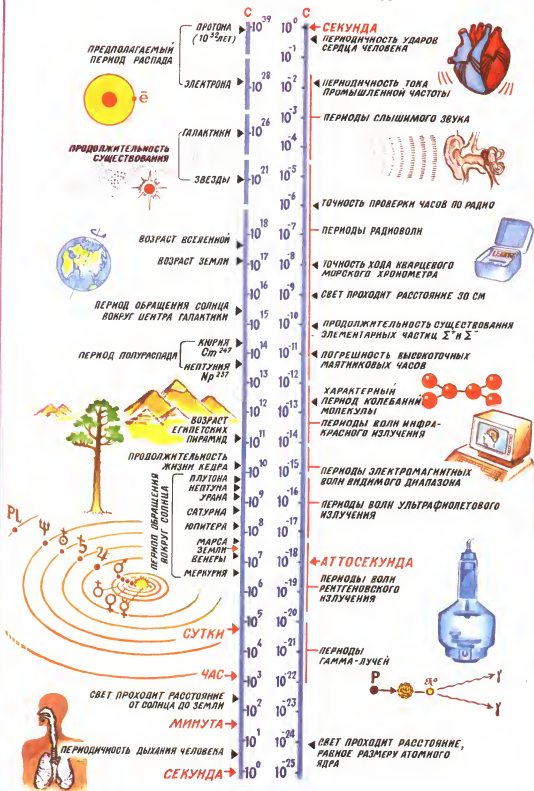 С
С
ПРОТОНА
(10³²ЛЕТ)
ПРЕДПОЛАГАЕМЫЙ
ПЕРИОД РАСПАДА
ЭЛЕКТРОНА
ē
ГАЛАКТИКИ
ПРОДОЛЖИТЕЛЬНОСТЬ
СУЩЕСТВОВАНИЯ
ЗВЕЗДЫ
ВОЗРАСТ ВСЕЛЕННОЙ
ВОЗРАСТ ЗЕМЛИ
ПЕРИОД ОБРАЩЕНИЯ СОЛНЦА
ВОКРУГ ЦЕНТРА ГАЛАКТИКИ
КЮРИЯ
Cm²⁴⁷
ПЕРИОД ПОЛУРАСПАДА
НЕПТУНИЯ
Np²³⁷
ВОЗРАСТ
ЕГИПЕТСКИХ
ПИРАМИД
ПРОДОЛЖИТЕЛЬНОСТЬ
ЖИЗНИ КЕДРА
ПЕРИОД ОБРАЩЕНИЯ
ВОКРУГ СОЛНЦА
ПЛУТОНА
НЕПТУНА
УРАНА
САТУРНА
ЮПИТЕРА
МАРСА
ЗЕМЛИ
ВЕНЕРЫ
МЕРКУРИЯ
PL Ψ ♅ ♄ ♃ ♂ ♁ ♀ ☿
СУТКИ
ЧАС
СВЕТ ПРОХОДИТ РАССТОЯНИЕ
ОТ СОЛНЦА ДО ЗЕМЛИ
МИНУТА
ПЕРИОДИЧНОСТЬ ДЫХАНИЯ ЧЕЛОВЕКА
СЕКУНДА
10³⁹
10²⁸
10²⁶
10²¹
10¹⁸
10¹⁷
10¹⁶
10¹⁵
10¹⁴
10¹³
10¹²
10¹¹
10¹⁰
10⁹
10⁸
10⁷
10⁶
10⁵
10⁴
10³
10²
10¹
10⁰
10⁰
10⁻¹
10⁻²
10⁻³
10⁻⁴
10⁻⁵
10⁻⁶
10⁻⁷
10⁻⁸
10⁻⁹
10⁻¹⁰
10⁻¹¹
10⁻¹²
10⁻¹³
10⁻¹⁴
10⁻¹⁵
10⁻¹⁶
10⁻¹⁷
10⁻¹⁸
10⁻¹⁹
10⁻²⁰
10⁻²¹
10⁻²²
10⁻²³
10⁻²⁴
10⁻²⁵
СЕКУНДА
ПЕРИОДИЧНОСТЬ УДАРОВ
СЕРДЦА ЧЕЛОВЕКА
ПЕРИОДИЧНОСТЬ ТОКА
ПРОМЫШЛЕННОЙ ЧАСТОТЫ
ПЕРИОДЫ СЛЫШИМОГО ЗВУКА
ТОЧНОСТЬ ПРОВЕРКИ ЧАСОВ ПО РАДИО
ПЕРИОДЫ РАДИОВОЛН
ТОЧНОСТЬ ХОДА КВАРЦЕВОГО
МОРСКОГО ХРОНОМЕТРА
СВЕТ ПРОХОДИТ РАССТОЯНИЕ 30 СМ
ПРОДОЛЖИТЕЛЬНОСТЬ СУЩЕСТВОВАНИЯ
ЭЛЕМЕНТАРНЫХ ЧАСТИЦ Σ⁺И Σ⁻
ПОГРЕШНОСТЬ ВЫСОКОТОЧНЫХ
МАЯТНИКОВЫХ ЧАСОВ
ХАРАКТЕРНЫЙ
ПЕРИОД КОЛЕБАНИЙ
МОЛЕКУЛЫ
ПЕРИОДЫ ВОЛН ИНФРА-
КРАСНОГО ИЗЛУЧЕНИЯ
ПЕРИОДЫ ЭЛЕКТРОМАГНИТНЫХ
ВОЛН ВИДИМОГО ДИАПАЗОНА
ПЕРИОДЫ ВОЛН УЛЬТРАФИОЛЕТОВОГО
ИЗЛУЧЕНИЯ
АТТОСЕКУНДА
ПЕРИОДЫ ВОЛН
РЕНТГЕНОВСКОГО
ИЗЛУЧЕНИЯ
ПЕРИОДЫ
ГАММА-ЛУЧЕЙ
P π⁰ γ
γ
СВЕТ ПРОХОДИТ РАССТОЯНИЕ,
РАВНОЕ РАЗМЕРУ АТОМНОГО
ЯДРА